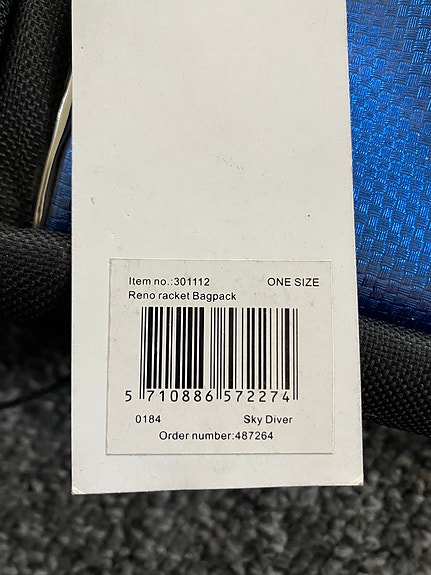 Item no.:301112 ONE SIZE
Reno racket Bagpack
5 710886 572274
0184 Sky Diver
Order number:487264